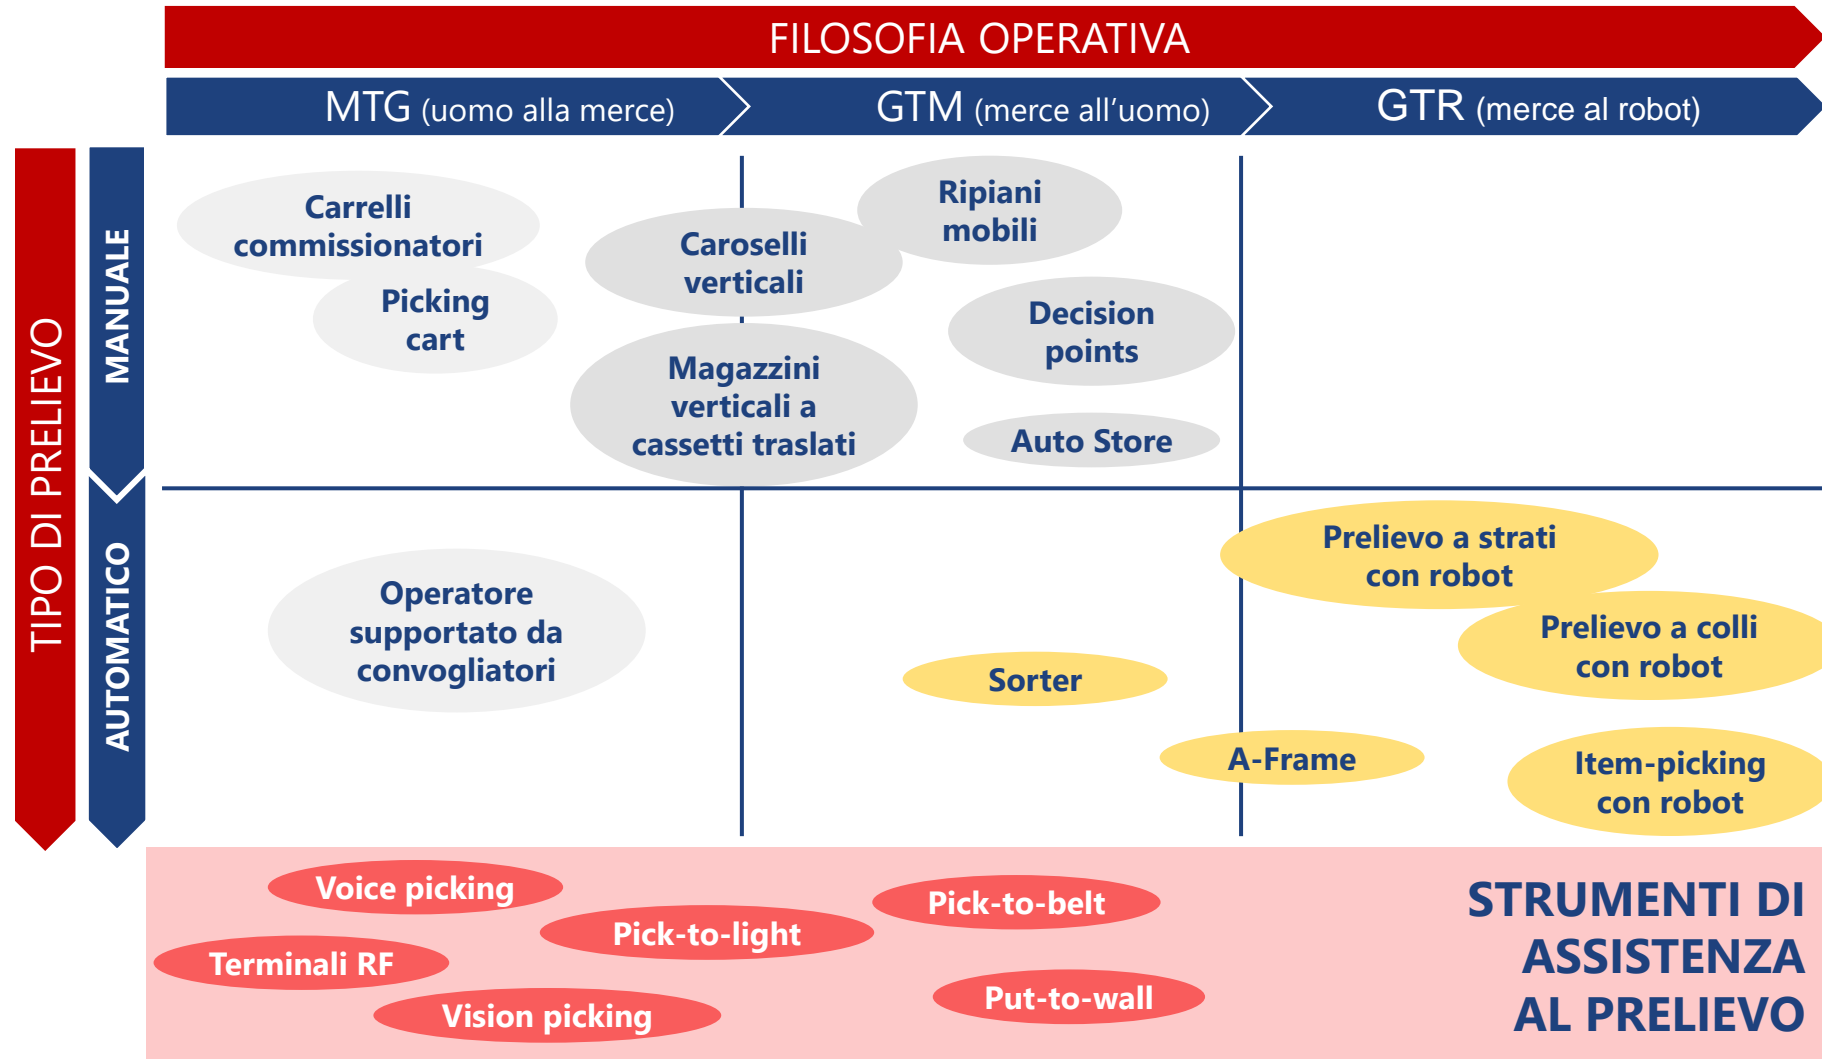 FILOSOFIA OPERATIVA
MTG (uomo alla merce)
GTM (merce all’uomo)
GTR (merce al robot)
TIPO DI PRELIEVO
MANUALE
Carrelli
commissionatori
Picking
cart
Caroselli
verticali
Magazzini
verticali a
cassetti traslati
Ripiani
mobili
Decision
points
Auto Store
AUTOMATICO
Operatore
supportato da
convogliatori
Sorter
A-Frame
Prelievo a strati
con robot
Prelievo a colli
con robot
Item-picking
con robot
Voice picking
Terminali RF
Pick-to-light
Vision picking
Pick-to-belt
Put-to-wall
STRUMENTI DI
ASSISTENZA
AL PRELIEVO